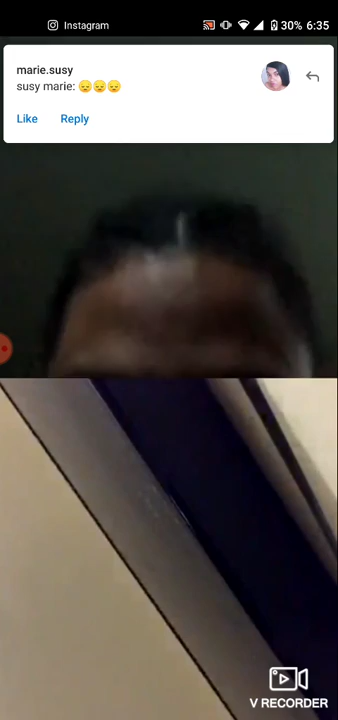 Instagram
30% 6:35
marie.susy
susy marie: 😞😞😞
Like Reply
V RECORDER